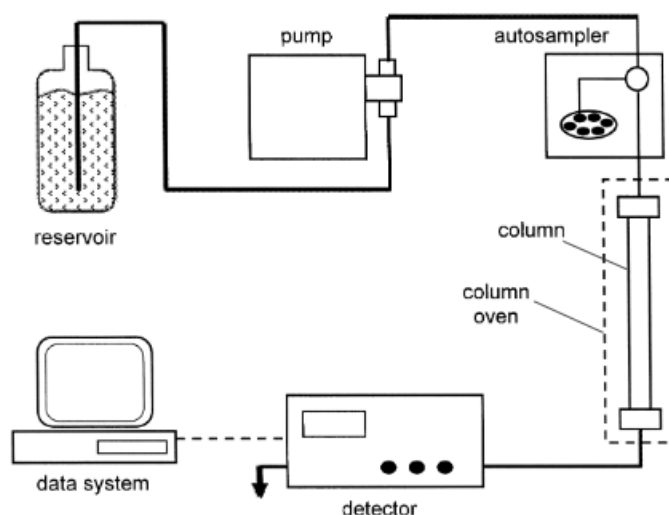 pump
autosampler
reservoir
column
column
oven
data system
detector